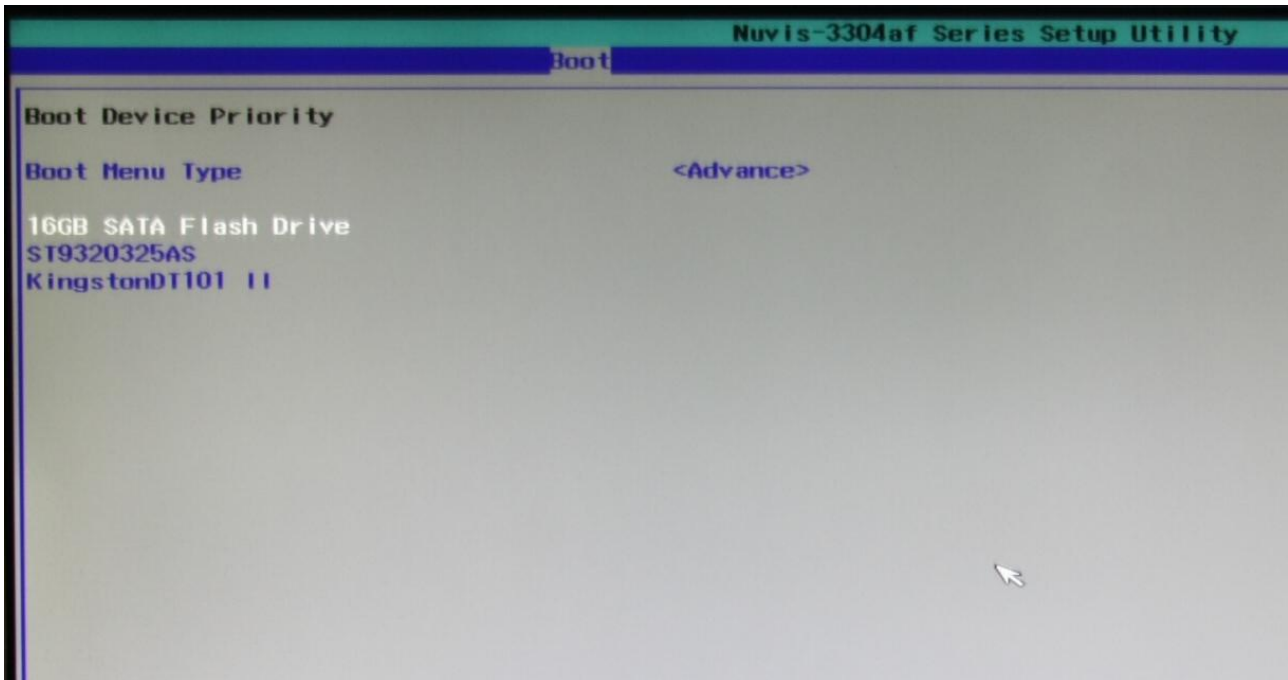 Nuvis-3304af Series Setup Utility
Boot
Boot Device Priority
Boot Menu Type <Advance>
16GB SATA Flash Drive
ST9320325AS
KingstonDT101 II